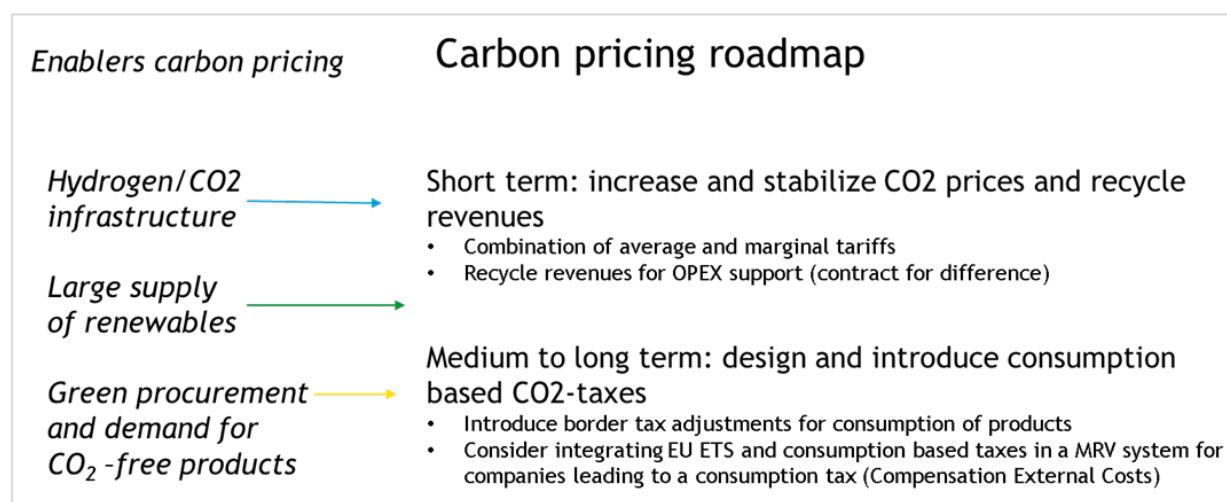 Enablers carbon pricing
Carbon pricing roadmap
Hydrogen/CO2
infrastructure
Large supply
of renewables
Green procurement
and demand for
CO₂ –free products
Short term: increase and stabilize CO2 prices and recycle
revenues
• Combination of average and marginal tariffs
• Recycle revenues for OPEX support (contract for difference)
Medium to long term: design and introduce consumption
based CO2-taxes
• Introduce border tax adjustments for consumption of products
• Consider integrating EU ETS and consumption based taxes in a MRV system for
companies leading to a consumption tax (Compensation External Costs)